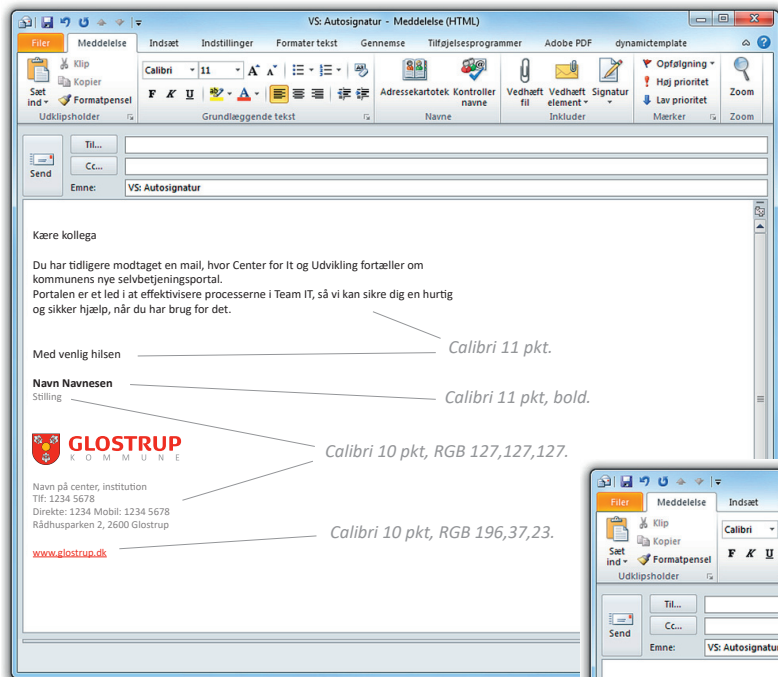 VS: Autosignatur - Meddelelse (HTML)
Filer Meddelelse Indsæt Indstillinger Formater tekst Gennemse Tilføjelsesprogrammer Adobe PDF dynamictemplate
Klip
Kopier
Formatpensel
Sæt ind
Udklipsholder
Calibri 11
F K U
Grundlæggende tekst
Adressekartotek Kontroller navne
Navne
Vedhæft fil Vedhæft element Signatur
Inkluder
Opfølgning
Høj prioritet
Lav prioritet
Mærker
Zoom
Zoom
Send
Til...
Cc...
Emne: VS: Autosignatur
Kære kollega
Du har tidligere modtaget en mail, hvor Center for It og Udvikling fortæller om
kommunens nye selvbetjeningsportal.
Portalen er et led i at effektivisere processerne i Team IT, så vi kan sikre dig en hurtig
og sikker hjælp, når du har brug for det.
Calibri 11 pkt.
Med venlig hilsen
Navn Navnesen
Calibri 11 pkt, bold.
Stilling
GLOSTRUP
KOMMUNE
Calibri 10 pkt, RGB 127,127,127.
Navn på center, institution
Tlf: 1234 5678
Direkte: 1234 Mobil: 1234 5678
Rådhusparken 2, 2600 Glostrup
Calibri 10 pkt, RGB 196,37,23.
www.glostrup.dk
Filer Meddelelse Indsæt
Klip
Kopier
Formatpensel
Sæt ind
Udklipsholder
Calibri
F K U
Send
Til...
Cc...
Emne: VS: Autosignatur